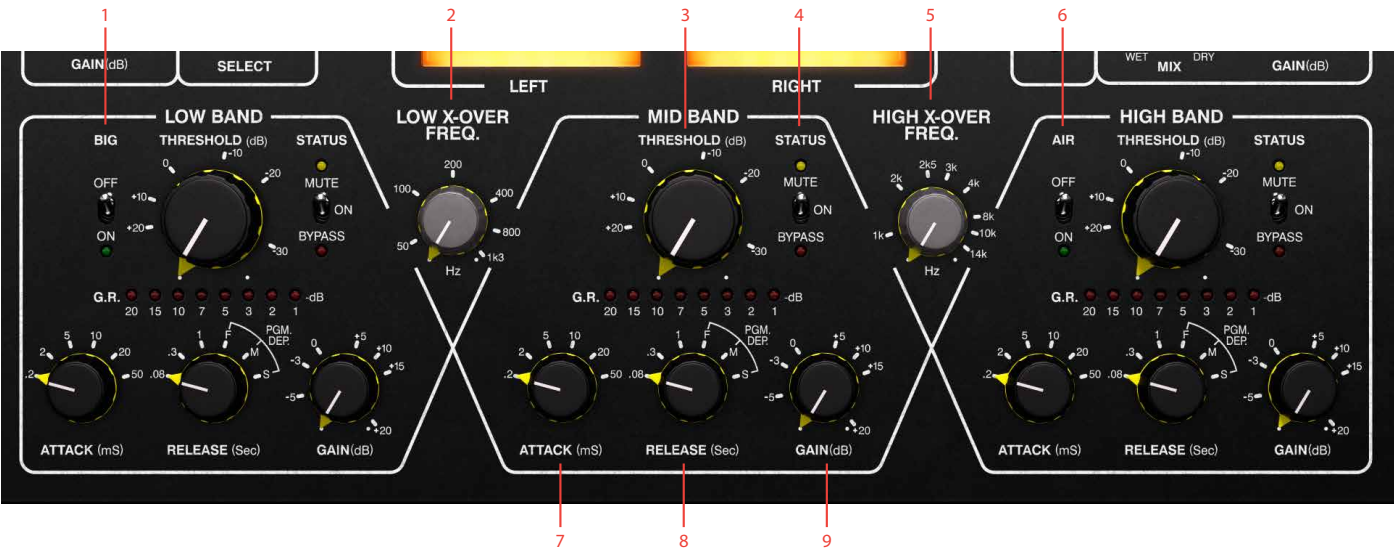 1 2 3 4 5 6
GAIN(dB) SELECT LEFT RIGHT WET MIX DRY GAIN(dB)
LOW BAND
BIG
OFF
ON
THRESHOLD (dB)
+20 +10 0 -10 -20 -30
STATUS
MUTE
ON
BYPASS
G.R. 20 15 10 7 5 3 2 1 -dB
.2 2 5 10 20 50
ATTACK (mS)
.08 .3 1 F M S
PGM.
DEP.
RELEASE (Sec)
-5 -3 0 +5 +10 +15 +20
GAIN(dB)
LOW X-OVER
FREQ.
50 100 200 400 800 1k3
Hz
MID BAND
THRESHOLD (dB)
+20 +10 0 -10 -20 -30
STATUS
MUTE
ON
BYPASS
G.R. 20 15 10 7 5 3 2 1 -dB
.2 2 5 10 20 50
ATTACK (mS)
.08 .3 1 F M S
PGM.
DEP.
RELEASE (Sec)
-5 -3 0 +5 +10 +15 +20
GAIN(dB)
HIGH X-OVER
FREQ.
1k 2k 2k5 3k 4k 8k 10k 14k
Hz
HIGH BAND
AIR
OFF
ON
THRESHOLD (dB)
+20 +10 0 -10 -20 -30
STATUS
MUTE
ON
BYPASS
G.R. 20 15 10 7 5 3 2 1 -dB
.2 2 5 10 20 50
ATTACK (mS)
.08 .3 1 F M S
PGM.
DEP.
RELEASE (Sec)
-5 -3 0 +5 +10 +15 +20
GAIN(dB)
7 8 9